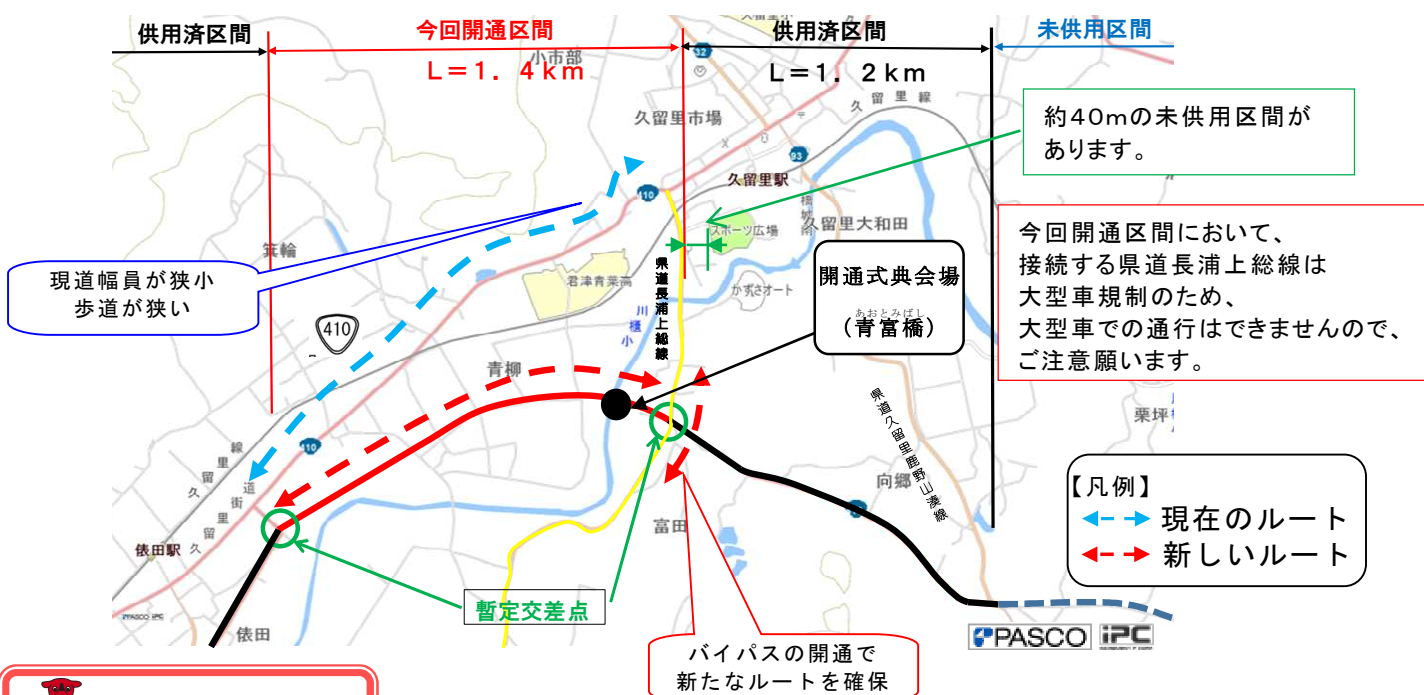 供用済区間
今回開通区間
L＝1．4km
供用済区間
L＝1．2km
未供用区間
小市部
32
久留里市場
久留里線
93
久留里駅
410
約40mの未供用区間が
あります。
スポーツ広場
久留里大和田
今回開通区間において、
接続する県道長浦上総線は
大型車規制のため、
大型車での通行はできませんので、
ご注意願います。
箕輪
現道幅員が狭小
歩道が狭い
君津青葉高
県道長浦上総線
かずさオート
開通式典会場
あおとみばし
（青富橋）
410
小櫃川
青柳
県道久留里鹿野山湊線
栗坪
410
久留里線
久留里街道
向郷
【凡例】
現在のルート
新しいルート
俵田駅
富田
暫定交差点
俵田
PASCO iPC
PASCO iPC
バイパスの開通で
新たなルートを確保